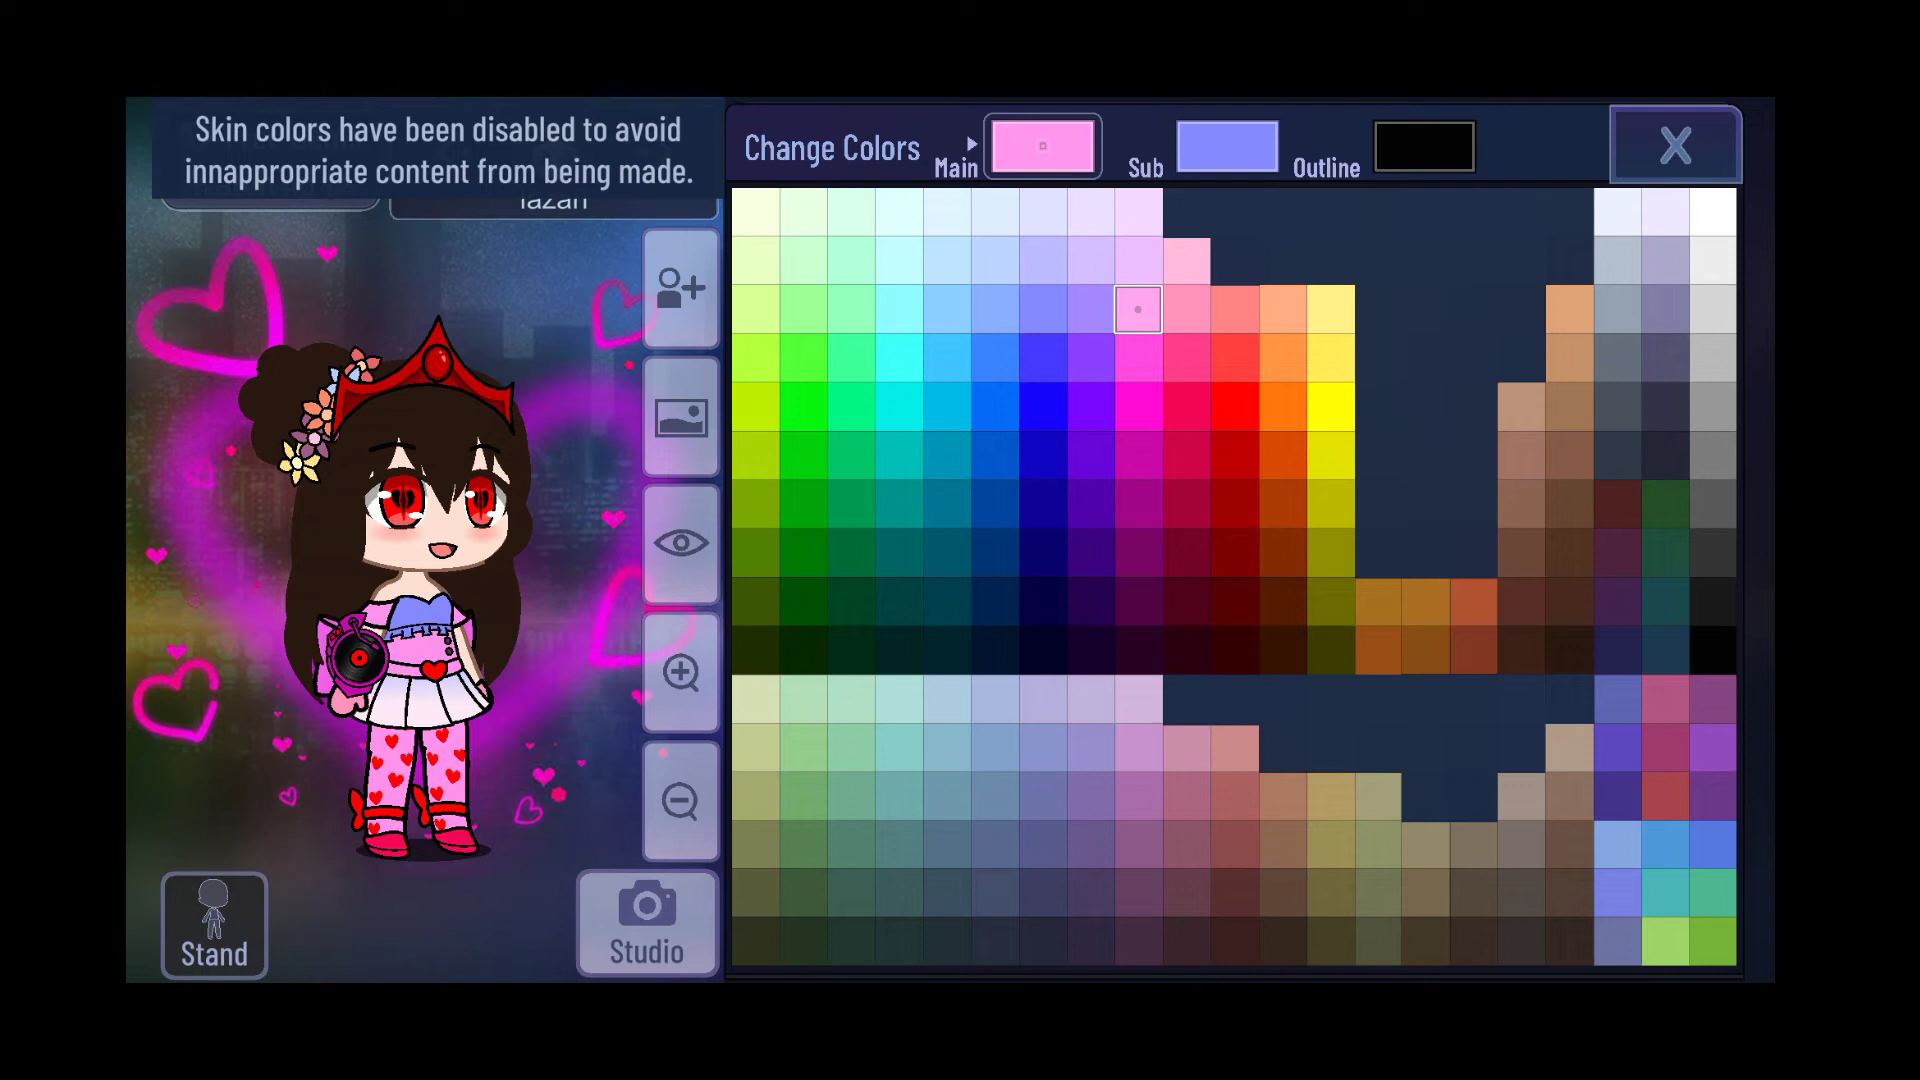 Skin colors have been disabled to avoid
innappropriate content from being made.
Change Colors
Main
Sub
Outline
X
Stand
Studio